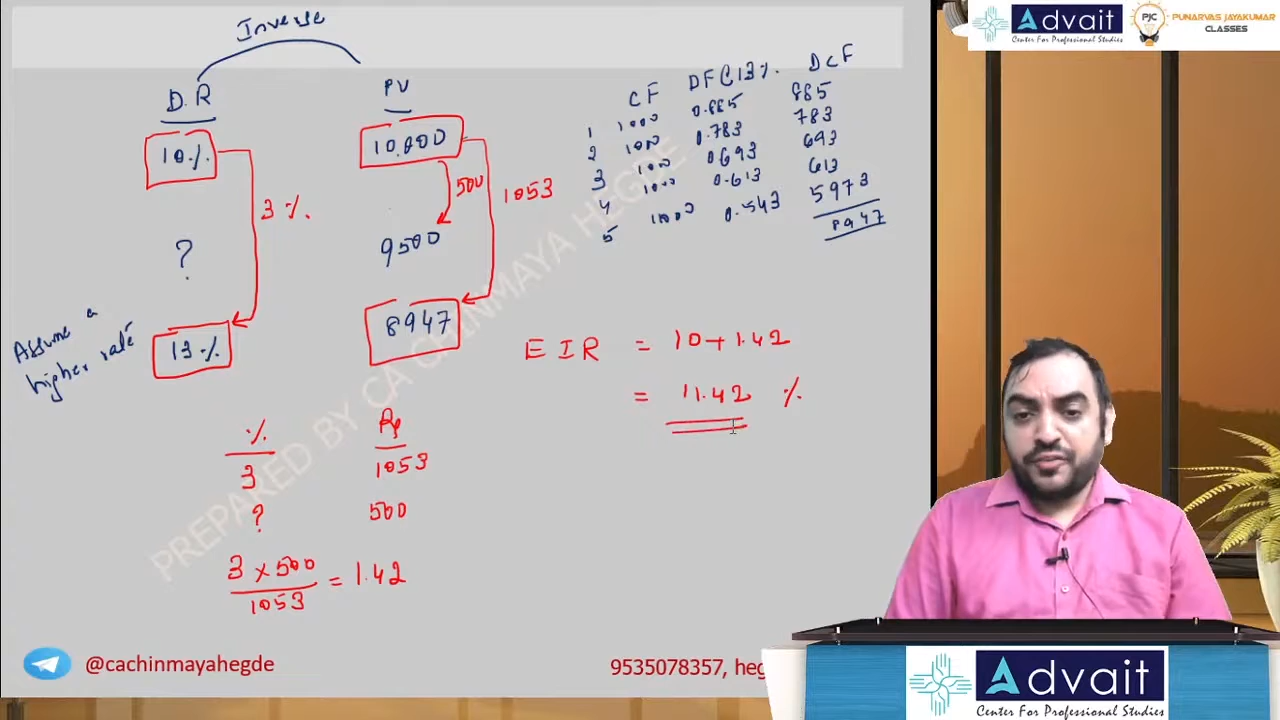 Inverse
D.R PV
10% 10,000
3% 500 1053
? 9500
Assume a
higher rate
13% 8947
CF DF@13% DCF
1 1000 0.885 885
2 1000 0.783 783
3 1000 0.693 693
4 1000 0.613 613
5 0.543 5973
8947
EIR = 10+1.42
= 11.42 %
% Rs
3 1053
? 500
3 x 500
1053
= 1.42
PREPARED BY CA CHINMAYA HEGDE
@cachinmayahegde
9535078357, heg
Advait
Center For Professional Studies
PJC
PUNARVAS JAYAKUMAR
CLASSES
Advait
Center For Professional Studies